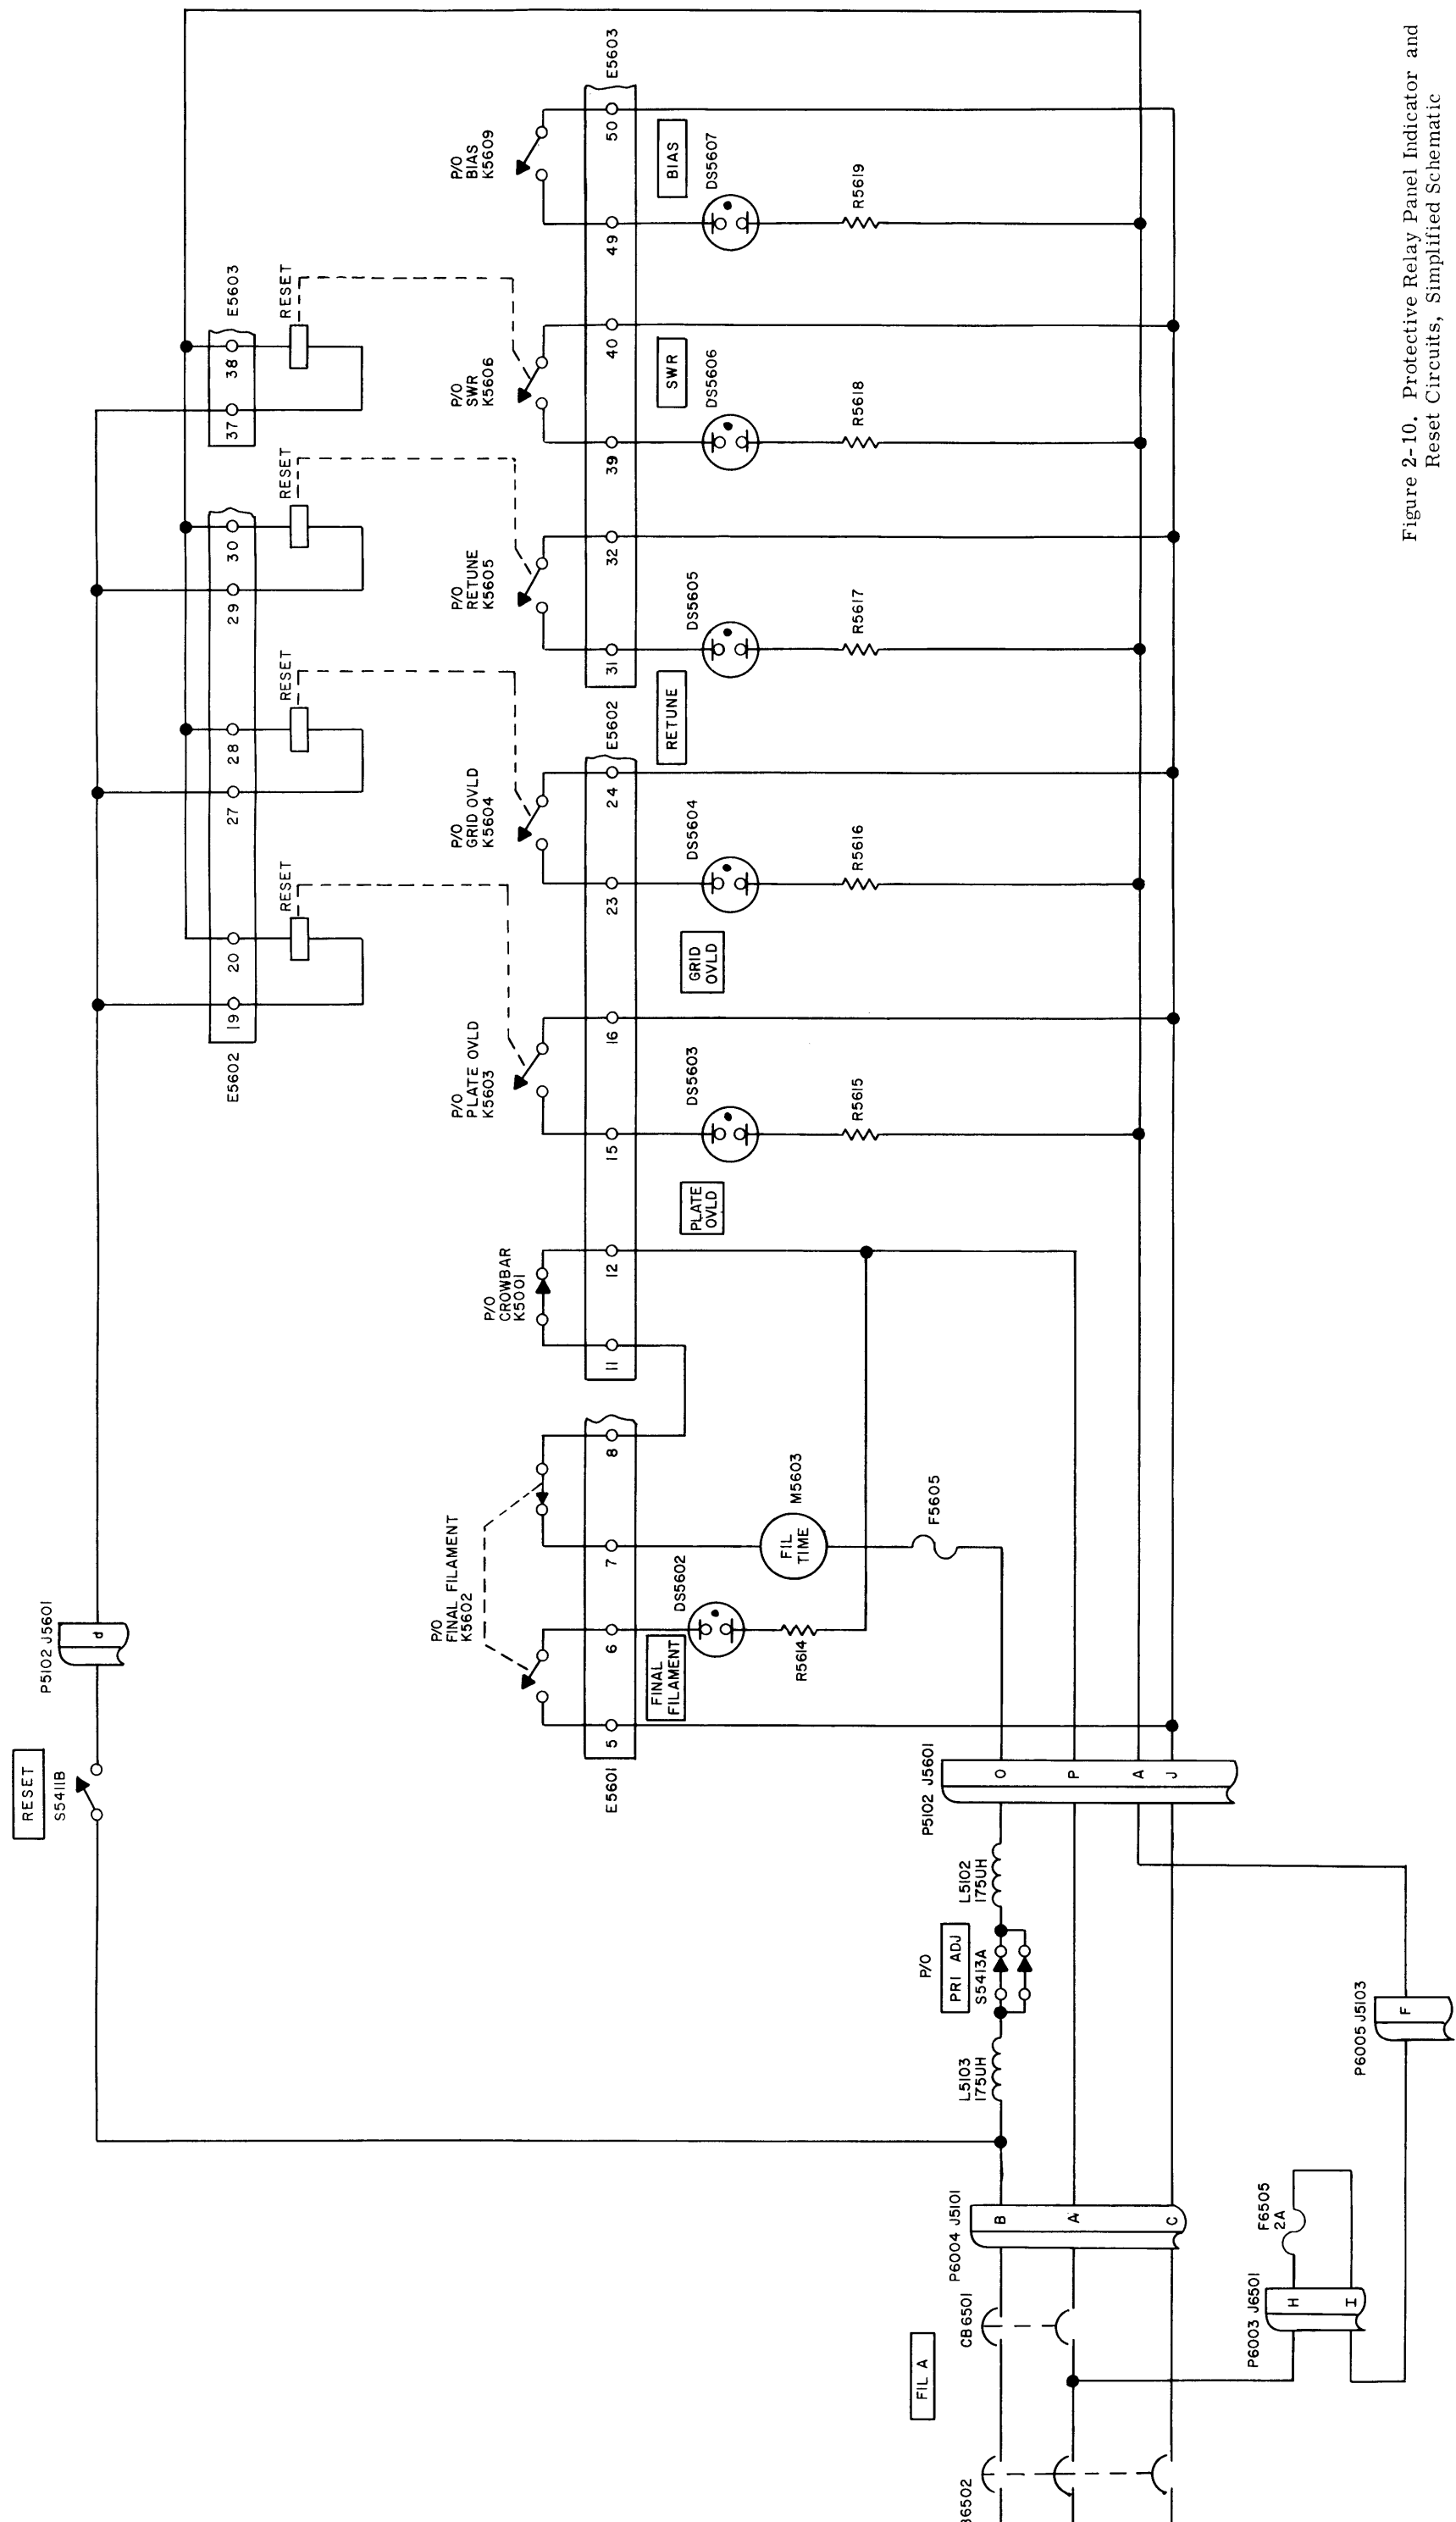 RESET
S5411B
P5102 J5601
d
E5602
19
20
27
28
29
30
37
38
E5603
RESET
RESET
RESET
RESET
P/O
FINAL FILAMENT
K5602
P/O
CROWBAR
K5001
P/O
PLATE OVLD
K5603
P/O
GRID OVLD
K5604
P/O
RETUNE
K5605
P/O
SWR
K5606
P/O
BIAS
K5609
E5601
5
6
7
8
11
12
15
16
23
24
E5602
31
32
39
40
49
50
E5603
FINAL
FILAMENT
DS5602
R5614
FIL
TIME
M5603
F5605
PLATE
OVLD
DS5603
R5615
GRID
OVLD
DS5604
R5616
RETUNE
DS5605
R5617
SWR
DS5606
R5618
BIAS
DS5607
R5619
FIL A
CB6501
P6004 J5101
B
A
C
L5103
175UH
P/O
PRI ADJ
S5413A
L5102
175UH
P5102 J5601
O
P
A
J
P6003 J6501
H
I
F6505
2A
P6005 J5103
F
Figure 2-10. Protective Relay Panel Indicator and
Reset Circuits, Simplified Schematic